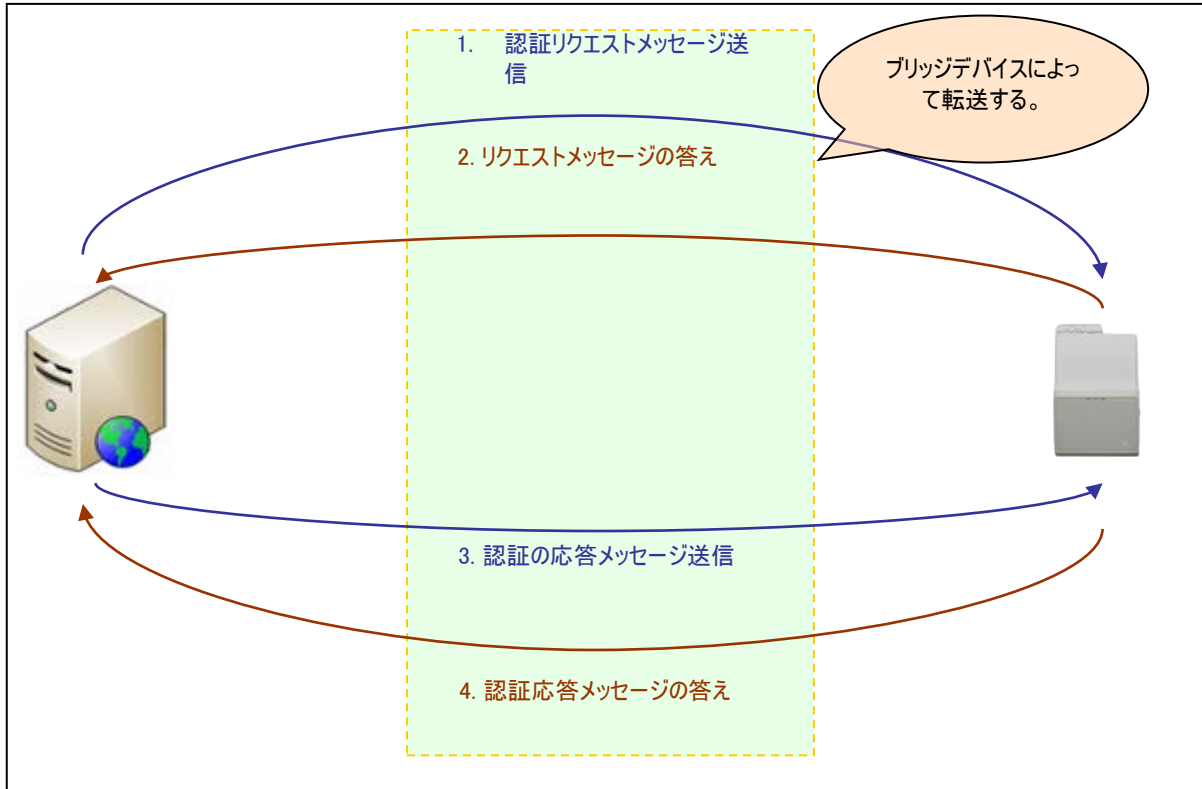 1. 認証リクエストメッセージ送
信
ブリッジデバイスによっ
て転送する。
2. リクエストメッセージの答え
3. 認証の応答メッセージ送信
4. 認証応答メッセージの答え